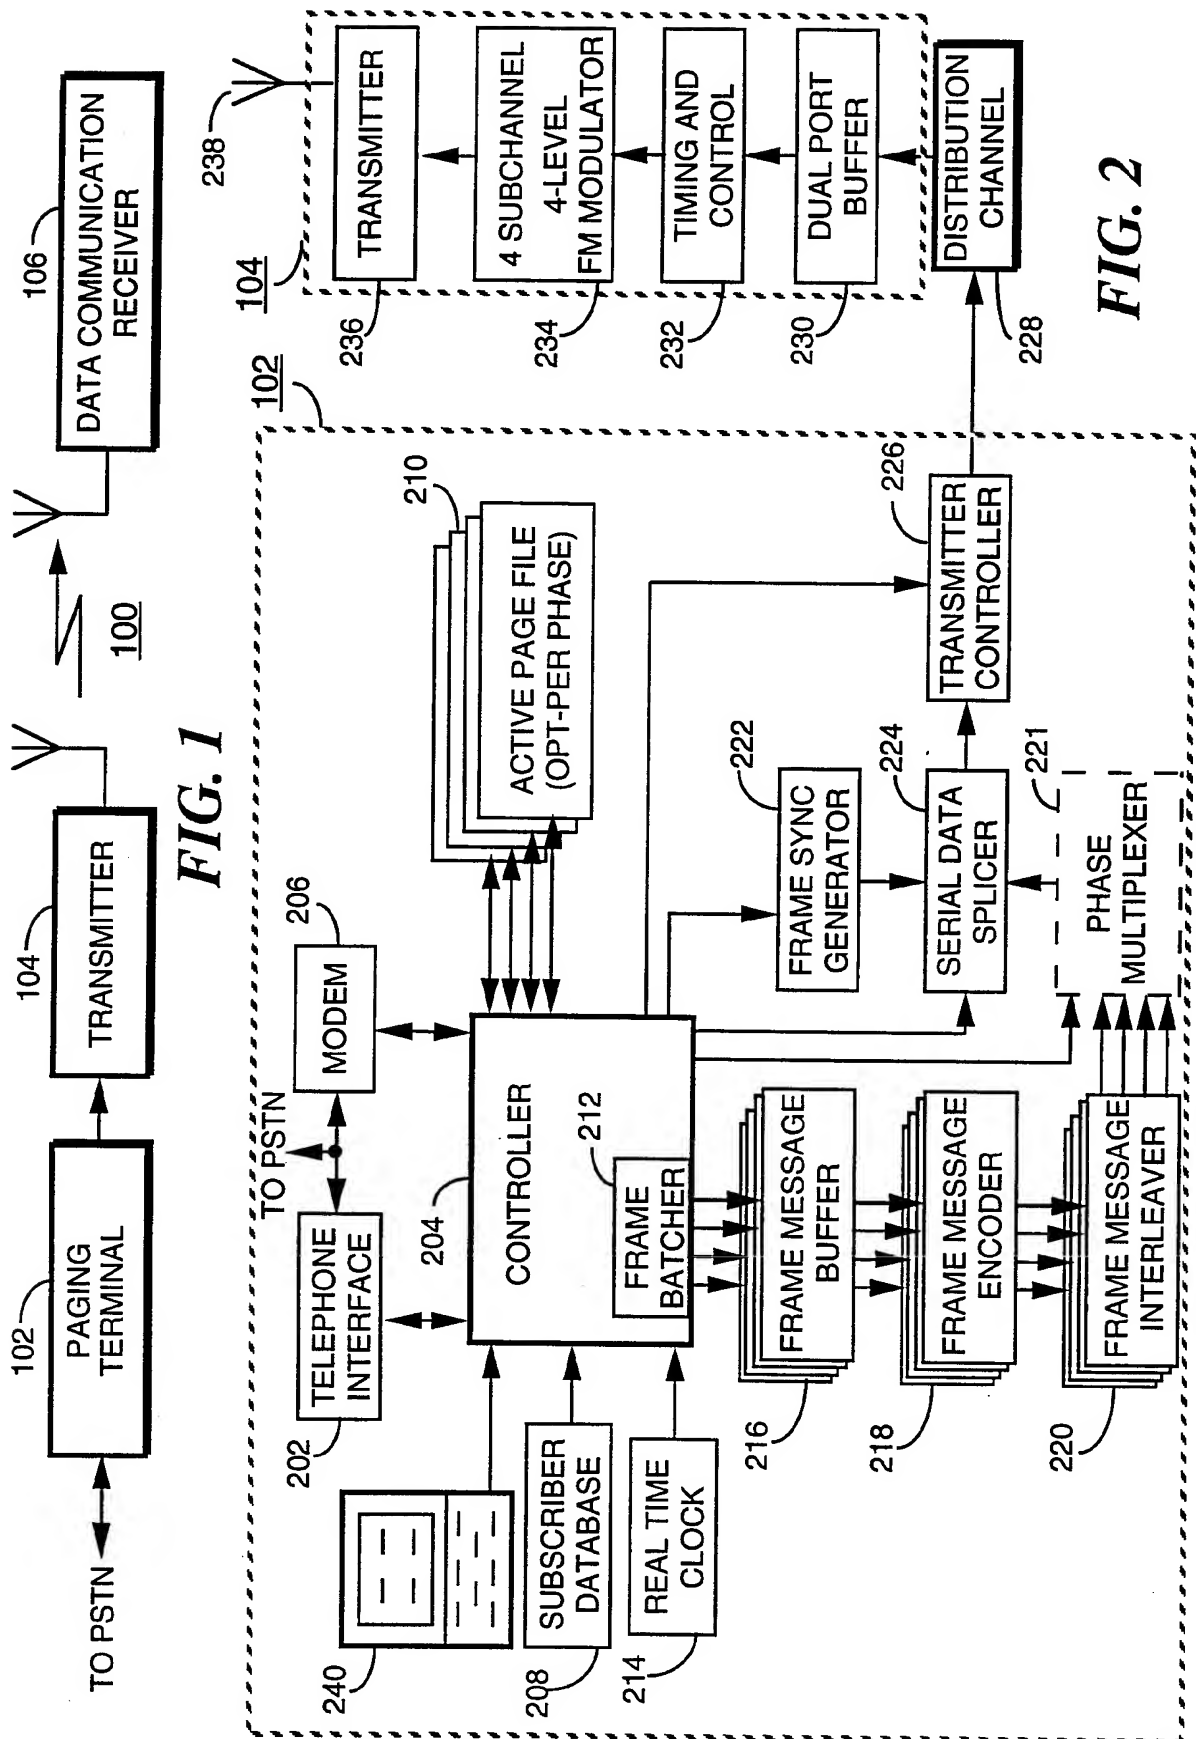 TO PSTN
102
PAGING
TERMINAL
104
TRANSMITTER
100
106
DATA COMMUNICATION
RECEIVER
FIG. 1
102
TO PSTN
202
TELEPHONE
INTERFACE
206
MODEM
240
208
SUBSCRIBER
DATABASE
214
REAL TIME
CLOCK
204
CONTROLLER
212
FRAME
BATCHER
210
ACTIVE PAGE FILE
(OPT-PER PHASE)
216
FRAME MESSAGE
BUFFER
218
FRAME MESSAGE
ENCODER
220
FRAME MESSAGE
INTERLEAVER
222
FRAME SYNC
GENERATOR
224
SERIAL DATA
SPLICER
221
PHASE
MULTIPLEXER
226
TRANSMITTER
CONTROLLER
104
238
236
TRANSMITTER
234
4 SUBCHANNEL
4-LEVEL
FM MODULATOR
232
TIMING AND
CONTROL
230
DUAL PORT
BUFFER
228
DISTRIBUTION
CHANNEL
FIG. 2